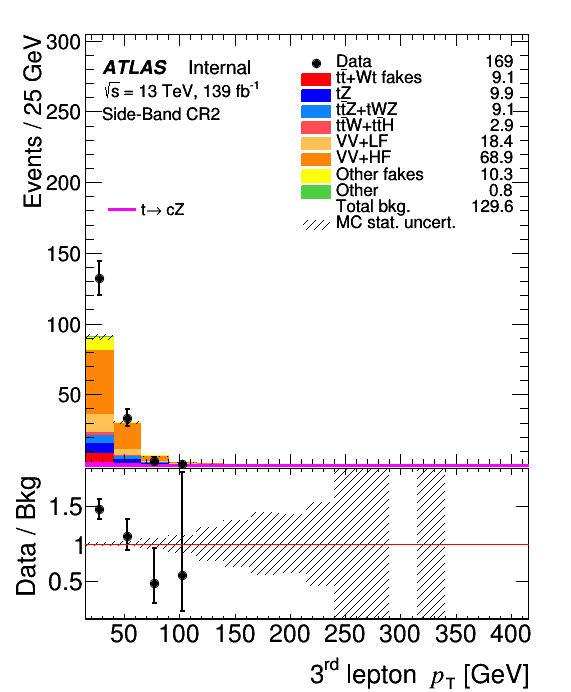 300
250
200
150
100
50
Events / 25 GeV
ATLAS Internal
√s = 13 TeV, 139 fb⁻¹
Side-Band CR2
t→ cZ
Data 169
tt̄+Wt fakes 9.1
tZ 9.9
tt̄Z+tWZ 9.1
tt̄W+tt̄H 2.9
VV+LF 18.4
VV+HF 68.9
Other fakes 10.3
Other 0.8
Total bkg. 129.6
MC stat. uncert.
Data / Bkg
1.5
1
0.5
50 100 150 200 250 300 350 400
3rd lepton pT [GeV]